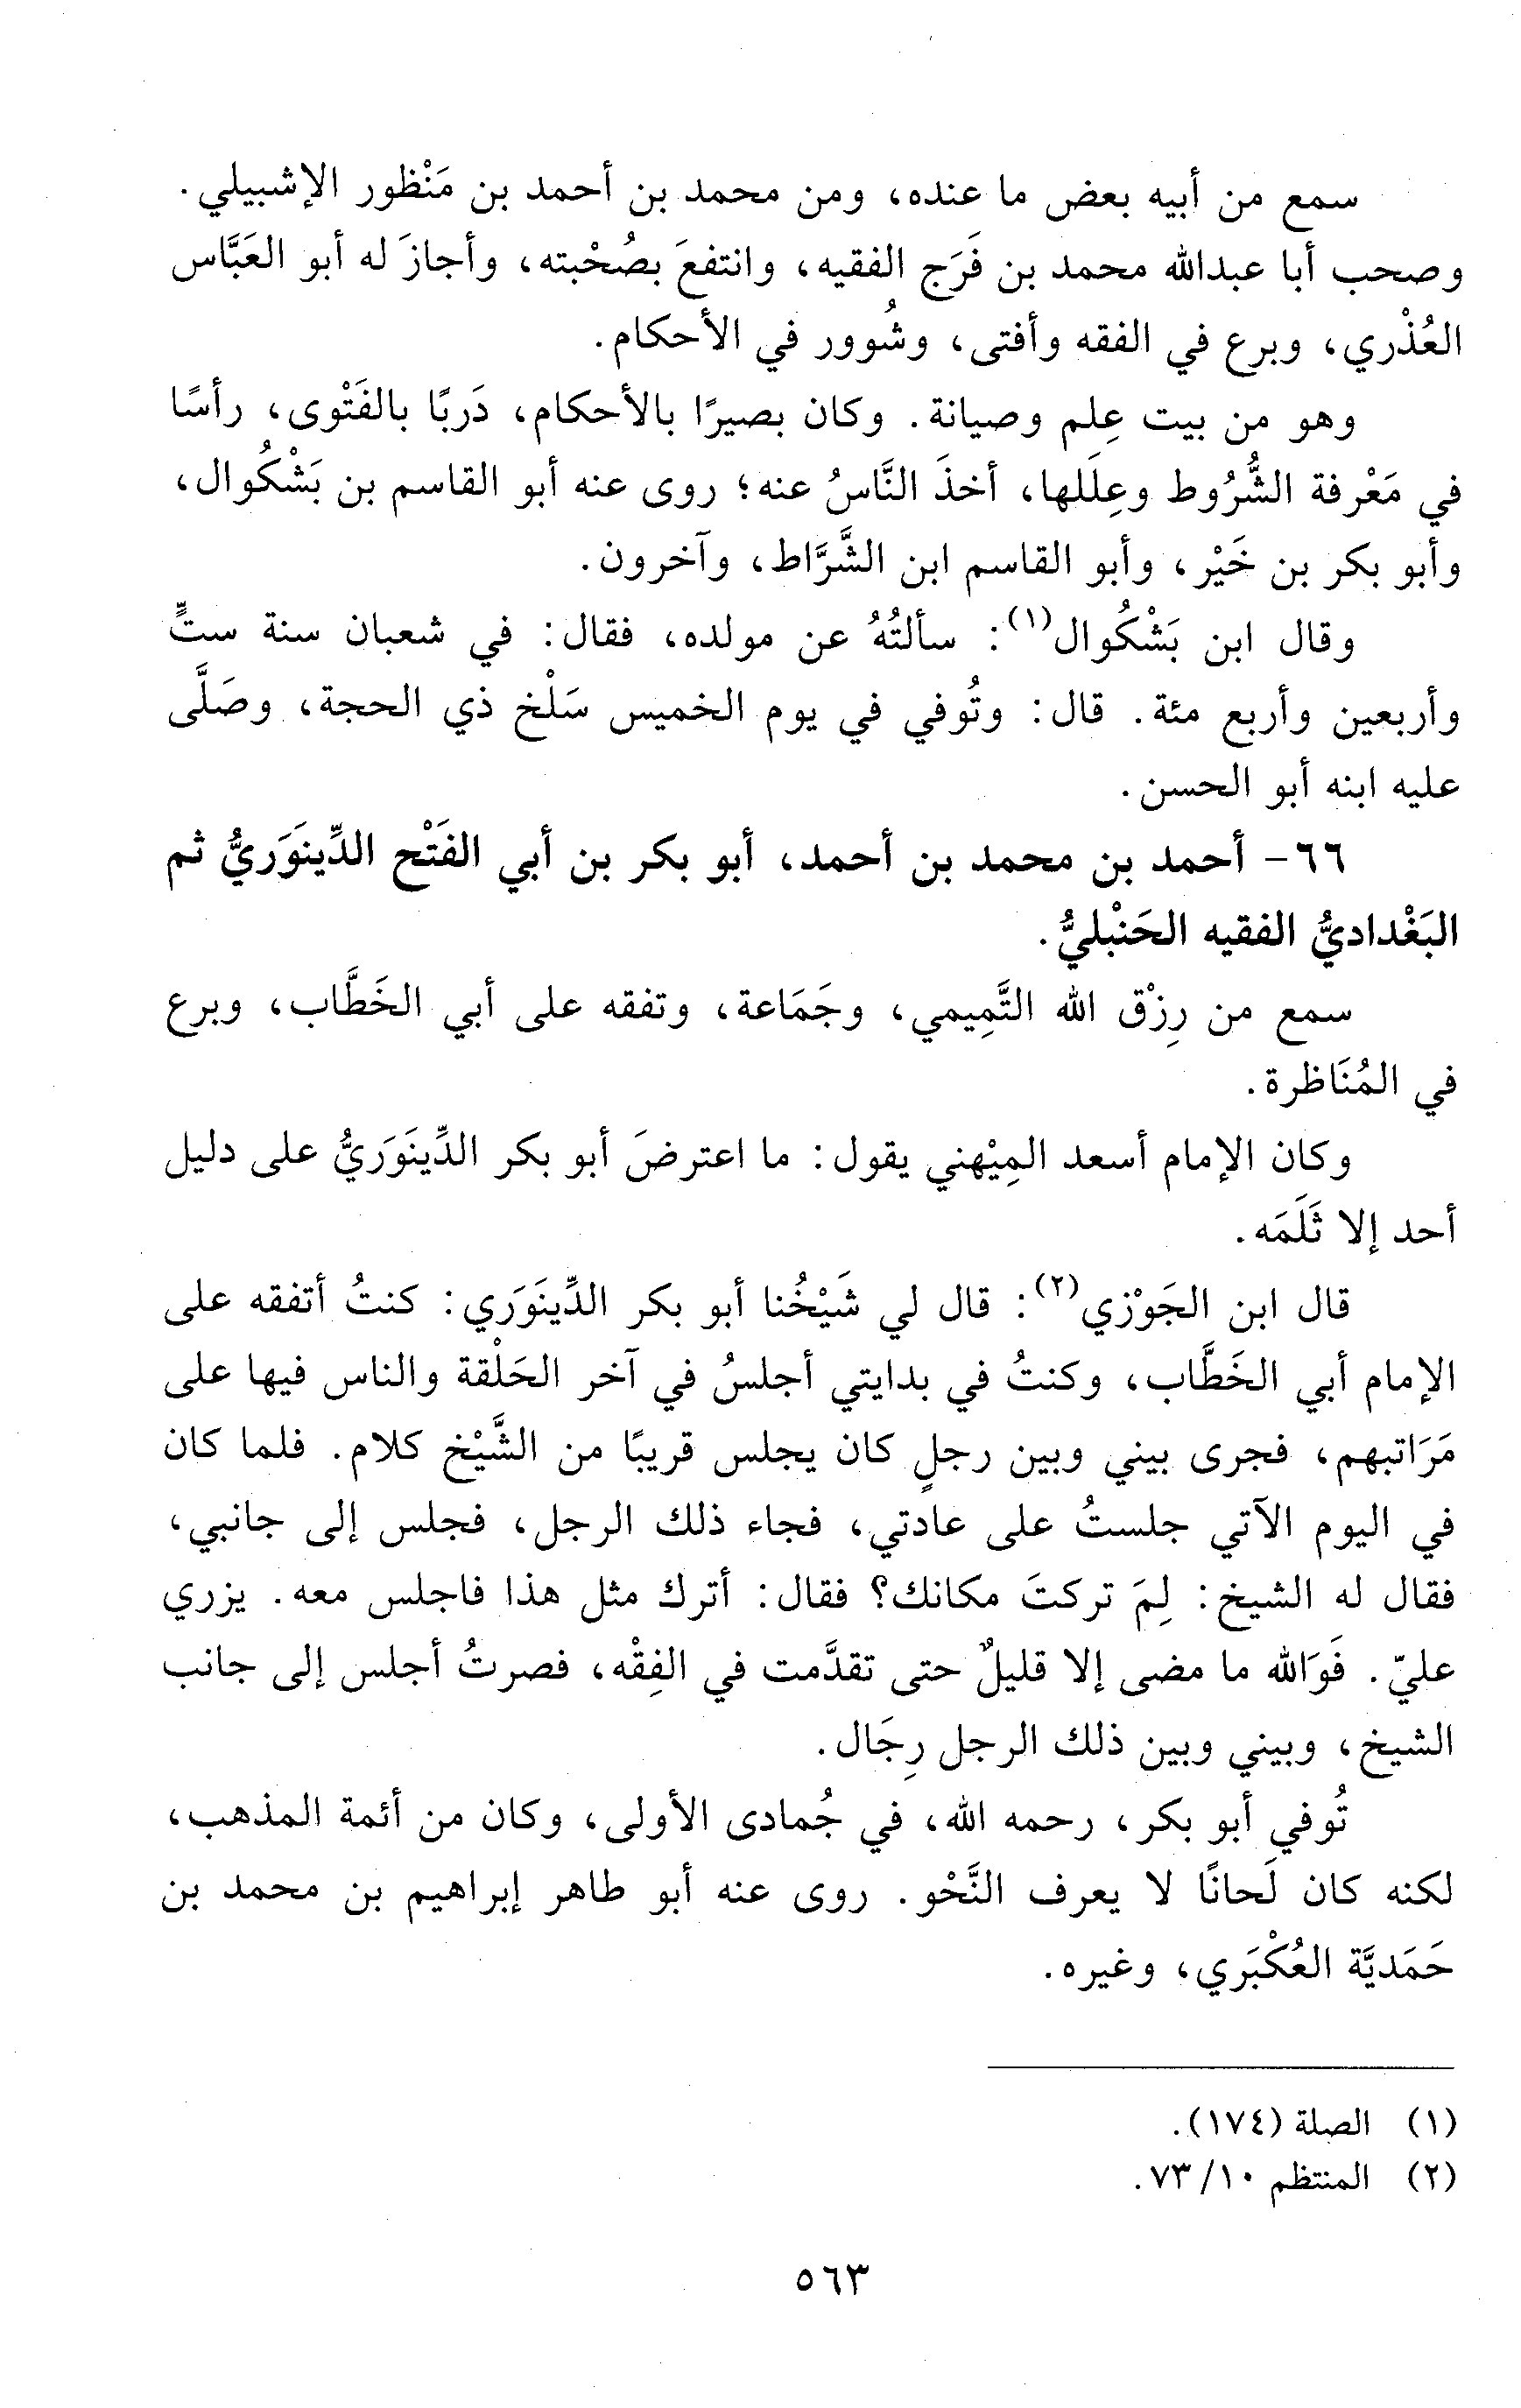 سمع من أبيه بعض ما عنده، ومن محمد بن أحمد بن مَنْظور الإشبيلي.
وصحب أبا عبدالله محمد بن فَرَج الفقيه، وانتفعَ بصُحْبته، وأجازَ له أبو العَبَّاس
العُذْري، وبرع في الفقه وأفتى، وشُوور في الأحكام.
وهو من بيت عِلم وصيانة. وكان بصيرًا بالأحكام، دَربًا بالفَتْوى، رأسًا
في مَعْرفة الشُّرُوط وعِلَلها، أخذَ النَّاسُ عنه؛ روى عنه أبو القاسم بن بَشْكُوال،
وأبو بكر بن خَيْر، وأبو القاسم ابن الشَّرَّاط، وآخرون.
وقال ابن بَشْكُوال(١): سألتُهُ عن مولده، فقال: في شعبان سنة ستٍّ
وأربعين وأربع مئة. قال: وتُوفي في يوم الخميس سَلْخ ذي الحجة، وصَلَّى
عليه ابنه أبو الحسن.
٦٦- أحمد بن محمد بن أحمد، أبو بكر بن أبي الفَتْح الدِّينَوَريُّ ثم
البَغْداديُّ الفقيه الحَنْبليُّ.
سمع من رِزْق الله التَّمِيمي، وجَمَاعة، وتفقه على أبي الخَطَّاب، وبرع
في المُنَاظرة.
وكان الإمام أسعد المِيْهني يقول: ما اعترضَ أبو بكر الدِّينَوَريُّ على دليل
أحد إلا ثَلَمَه.
قال ابن الجَوْزي(٢): قال لي شَيْخُنا أبو بكر الدِّينَوَري: كنتُ أتفقه على
الإمام أبي الخَطَّاب، وكنتُ في بدايتي أجلسُ في آخر الحَلْقة والناس فيها على
مَرَاتبهم، فجرى بيني وبين رجلٍ كان يجلس قريبًا من الشَّيْخ كلام. فلما كان
في اليوم الآتي جلستُ على عادتي، فجاء ذلك الرجل، فجلس إلى جانبي،
فقال له الشيخ: لِمَ تركتَ مكانك؟ فقال: أترك مثل هذا فاجلس معه. يزري
عليّ. فَوَالله ما مضى إلا قليلٌ حتى تقدَّمت في الفِقْه، فصرتُ أجلس إلى جانب
الشيخ، وبيني وبين ذلك الرجل رِجَال.
تُوفي أبو بكر، رحمه الله، في جُمادى الأولى، وكان من أئمة المذهب،
لكنه كان لَحانًا لا يعرف النَّحْو. روى عنه أبو طاهر إبراهيم بن محمد بن
حَمَديَّة العُكْبَري، وغيره.
(١) الصلة (١٧٤).
(٢) المنتظم ١٠/ ٧٣.
٥٦٣